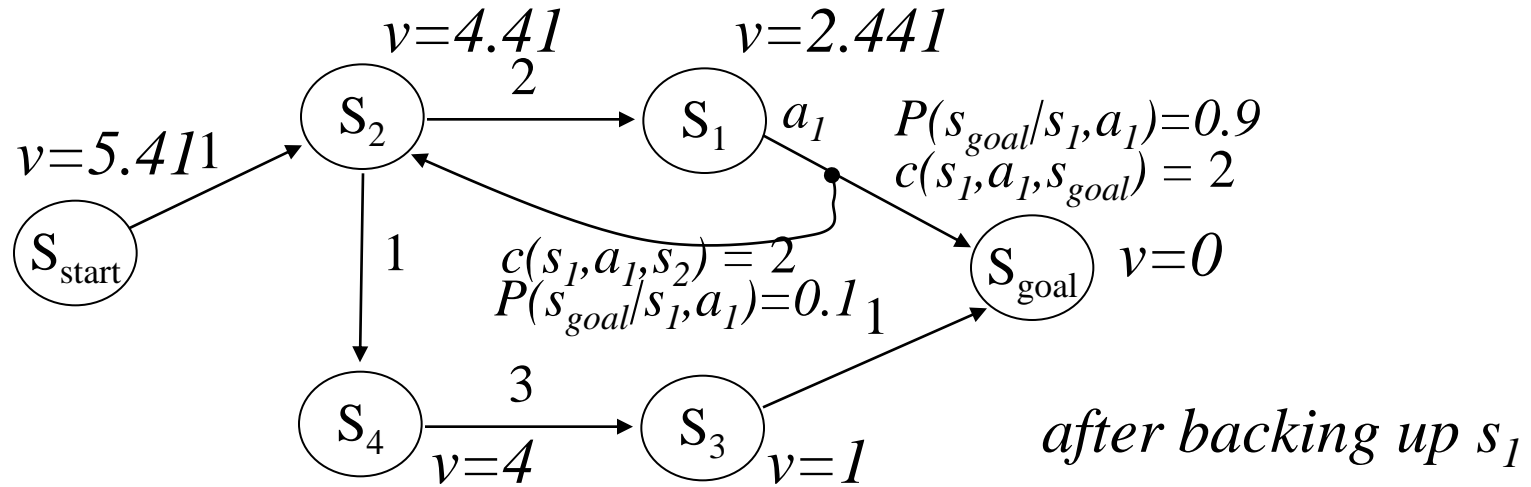 v=4.41
v=2.441
2
S2
S1
a1
P(sgoal/s1,a1)=0.9
c(s1,a1,sgoal) = 2
v=5.41
1
Sstart
1
c(s1,a1,s2) = 2
P(sgoal/s1,a1)=0.1
1
Sgoal
v=0
3
S4
S3
v=4
v=1
after backing up s1